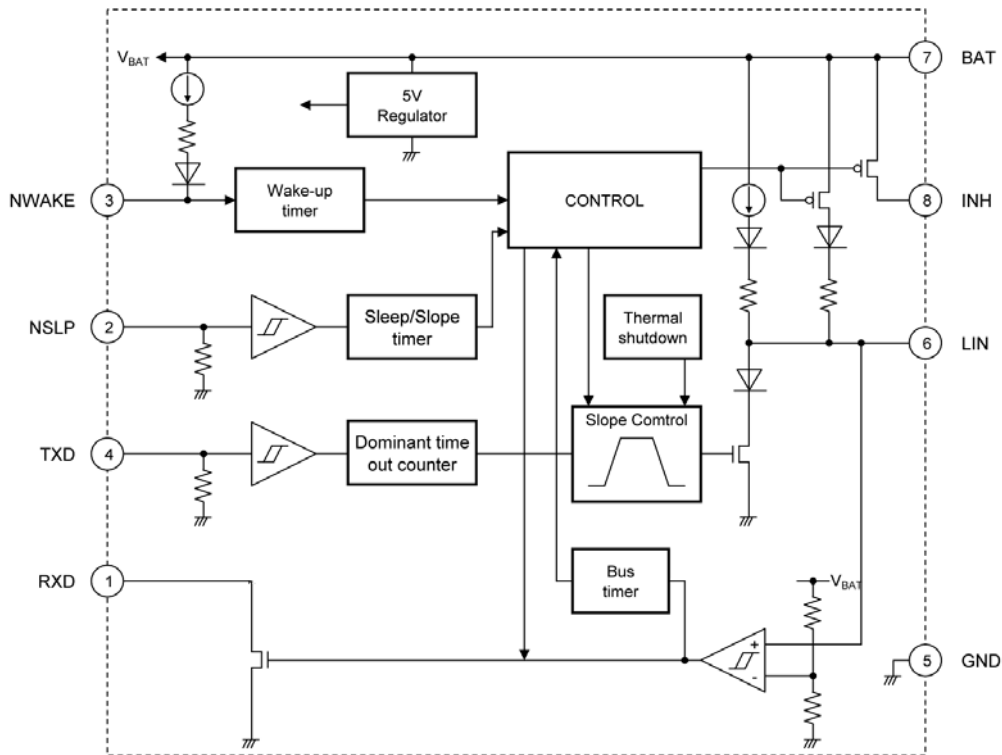 VBAT
7 BAT
5V
Regulator
3 NWAKE
Wake-up
timer
CONTROL
8 INH
NSLP 2
Sleep/Slope
timer
Thermal
shutdown
6 LIN
TXD 4
Dominant time
out counter
Slope Comtrol
RXD 1
Bus
timer
VBAT
+
-
5 GND